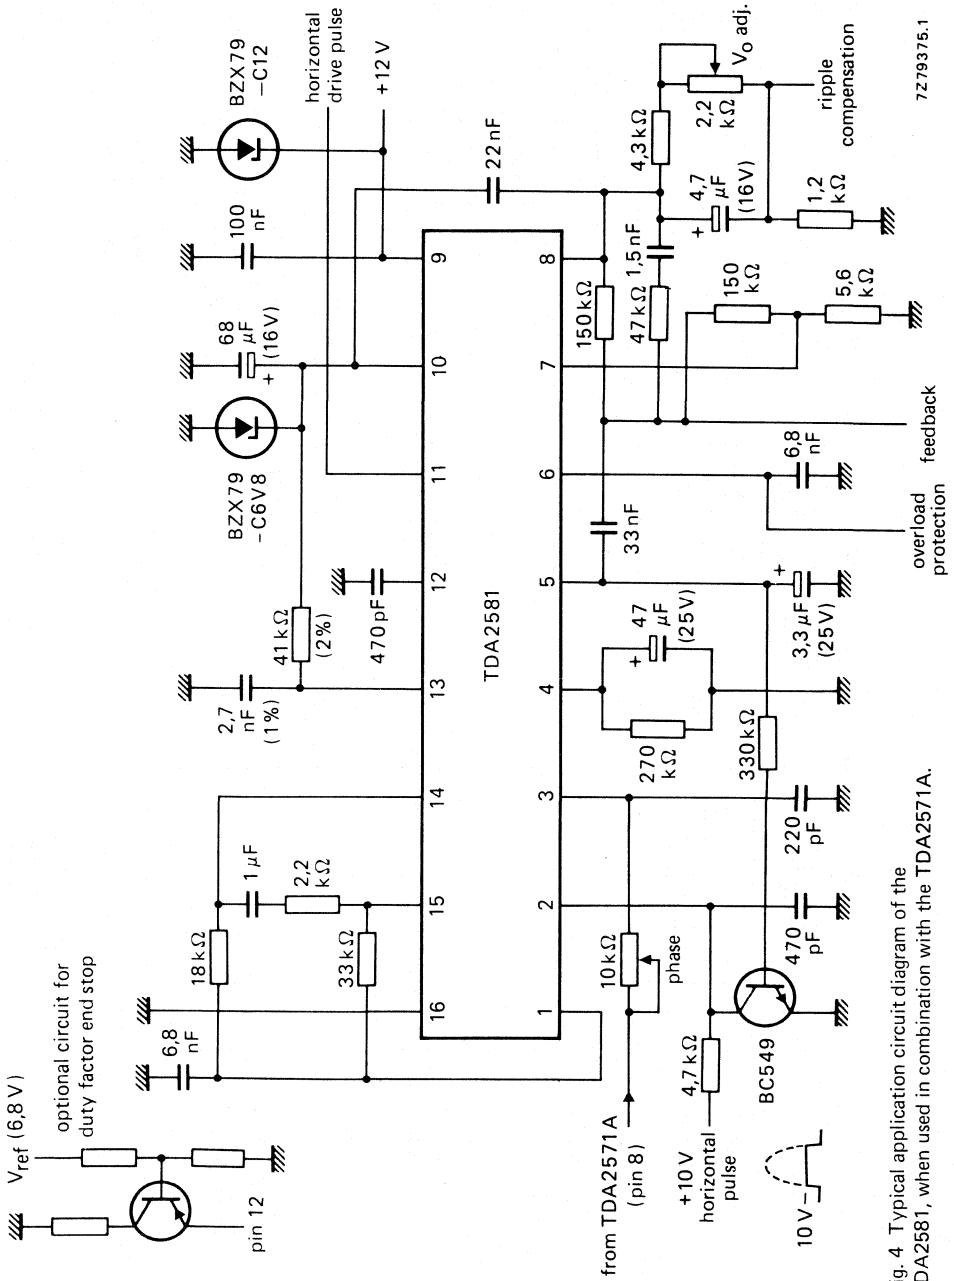 V_ref (6,8 V)
optional circuit for
duty factor end stop
pin 12
6,8
nF
18 kΩ
33 kΩ
1 µF
2,2
kΩ
2,7
nF
(1%)
41 kΩ
(2%)
470 pF
BZX79
–C6V8
68
µF
(16V)
+
100
nF
BZX79
–C12
horizontal
drive pulse
+12 V
22 nF
16
15
14
13
12
11
10
9
TDA2581
1
2
3
4
5
6
7
8
from TDA2571A
(pin 8)
10 kΩ
phase
+10 V
horizontal
pulse
4,7 kΩ
10 V
BC549
470
pF
220
pF
330 kΩ
270
kΩ
+
47
µF
(25V)
33 nF
+
3,3 µF
(25V)
6,8
nF
overload
protection
feedback
150 kΩ
47 kΩ
1,5 nF
150
kΩ
5,6
kΩ
4,3 kΩ
+
4,7
µF
(16V)
2,2
kΩ
V_o adj.
1,2
kΩ
ripple
compensation
7Z79375.1
ig. 4 Typical application circuit diagram of the
DA2581, when used in combination with the TDA2571A.